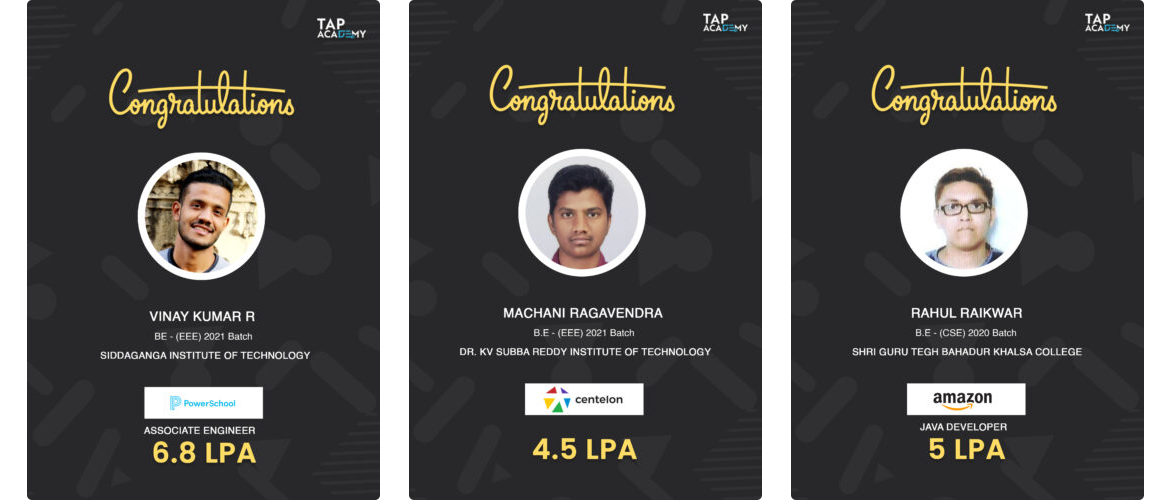 TAP
ACADEMY
Congratulations
VINAY KUMAR R
BE - (EEE) 2021 Batch
SIDDAGANGA INSTITUTE OF TECHNOLOGY
PowerSchool
ASSOCIATE ENGINEER
6.8 LPA
TAP
ACADEMY
Congratulations
MACHANI RAGAVENDRA
B.E - (EEE) 2021 Batch
DR. KV SUBBA REDDY INSTITUTE OF TECHNOLOGY
centelon
4.5 LPA
TAP
ACADEMY
Congratulations
RAHUL RAIKWAR
B.E - (CSE) 2020 Batch
SHRI GURU TEGH BAHADUR KHALSA COLLEGE
amazon
JAVA DEVELOPER
5 LPA